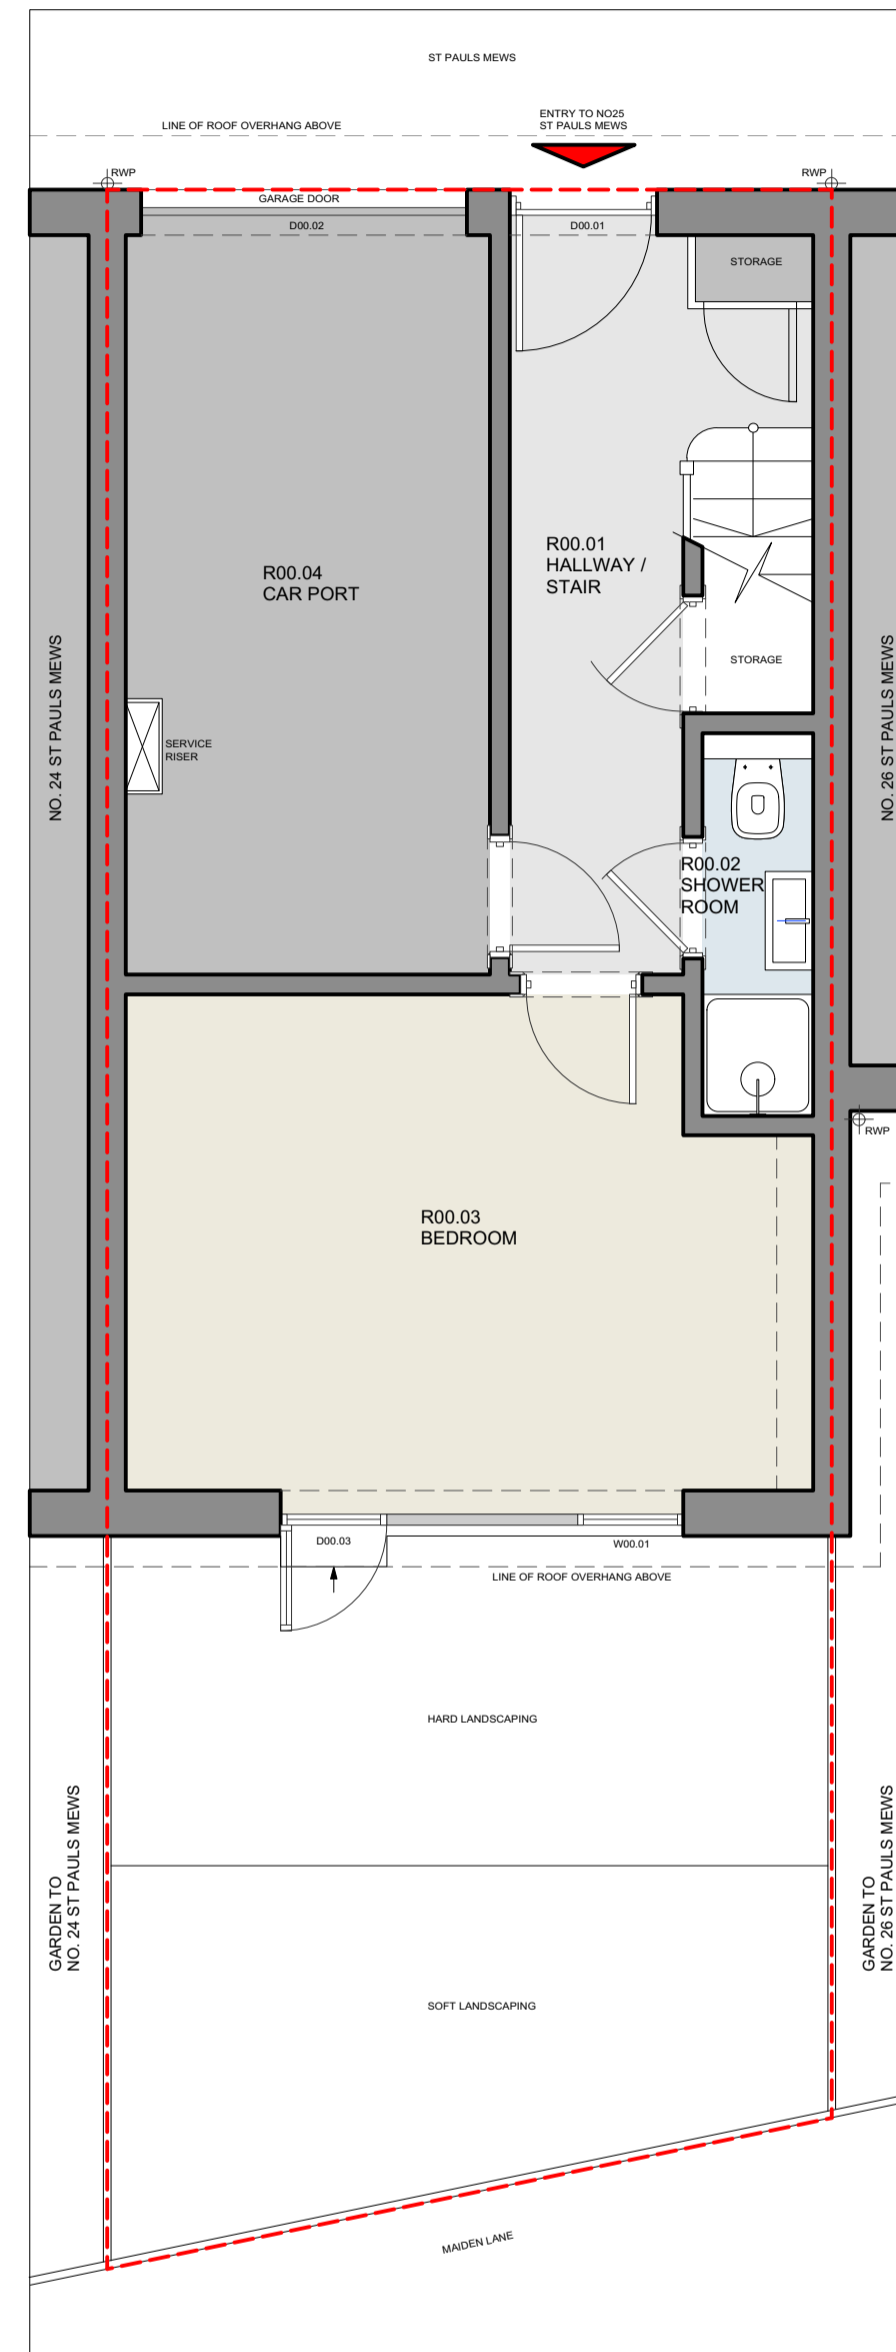 ST PAULS MEWS
LINE OF ROOF OVERHANG ABOVE
ENTRY TO NO25
ST PAULS MEWS
RWP
RWP
GARAGE DOOR
D00.02
D00.01
STORAGE
R00.01
HALLWAY /
STAIR
R00.04
CAR PORT
STORAGE
NO. 24 ST PAULS MEWS
NO. 26 ST PAULS MEWS
SERVICE
RISER
R00.02
SHOWER
ROOM
RWP
R00.03
BEDROOM
D00.03
W00.01
LINE OF ROOF OVERHANG ABOVE
HARD LANDSCAPING
GARDEN TO
NO. 24 ST PAULS MEWS
GARDEN TO
NO. 26 ST PAULS MEWS
SOFT LANDSCAPING
MAIDEN LANE